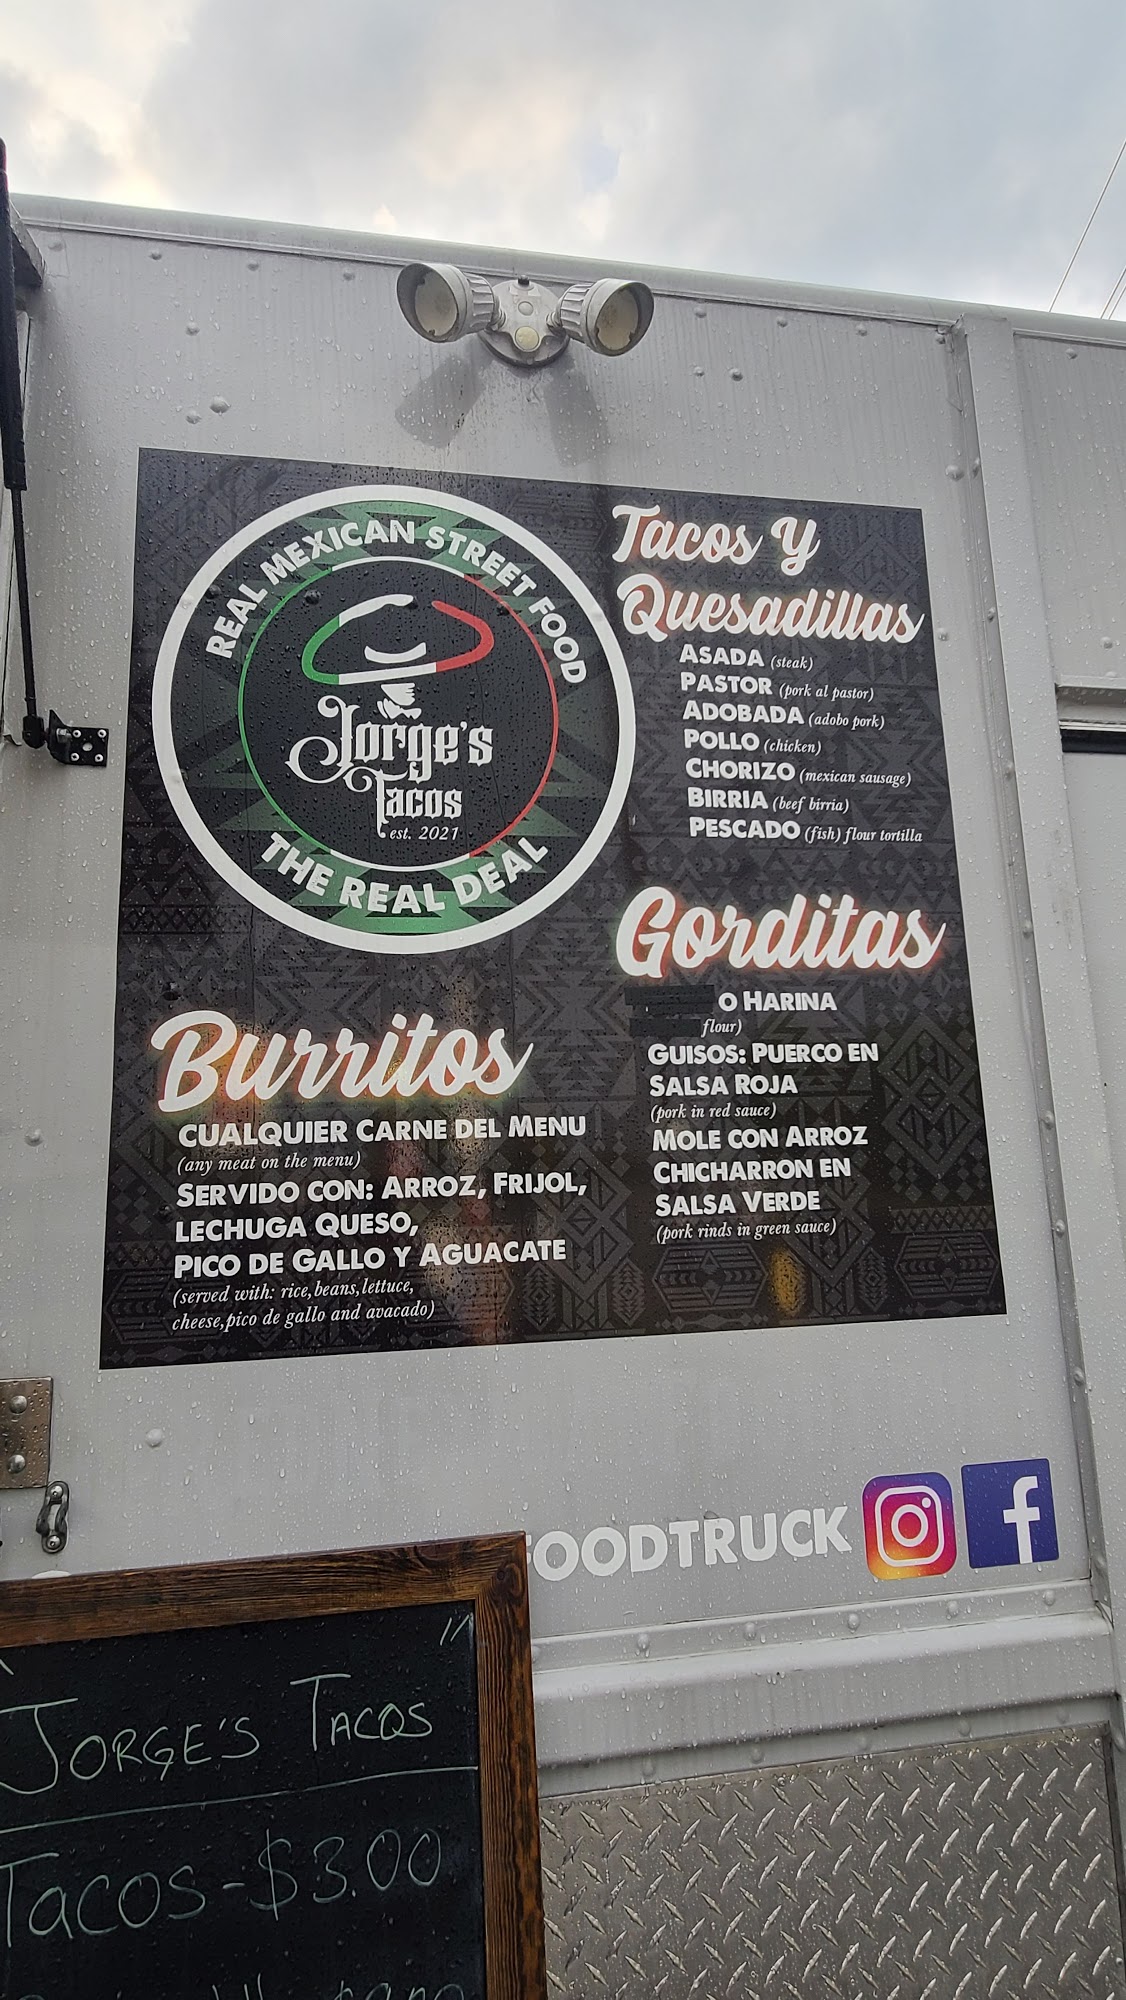 REAL MEXICAN STREET FOOD
Jorge's
Tacos
est. 2021
THE REAL DEAL
Tacos Y
Quesadillas
ASADA (steak)
PASTOR (pork al pastor)
ADOBADA (adobo pork)
POLLO (chicken)
CHORIZO (mexican sausage)
BIRRIA (beef birria)
PESCADO (fish) flour tortilla
Gorditas
O HARINA
flour)
GUISOS: PUERCO EN
SALSA ROJA
(pork in red sauce)
MOLE CON ARROZ
CHICHARRON EN
SALSA VERDE
(pork rinds in green sauce)
Burritos
CUALQUIER CARNE DEL MENU
(any meat on the menu)
SERVIDO CON: ARROZ, FRIJOL,
LECHUGA QUESO,
PICO DE GALLO Y AGUACATE
(served with: rice,beans,lettuce,
cheese,pico de gallo and avacado)
FOODTRUCK
f
JORGE'S TACOS
TACOS-$3.00